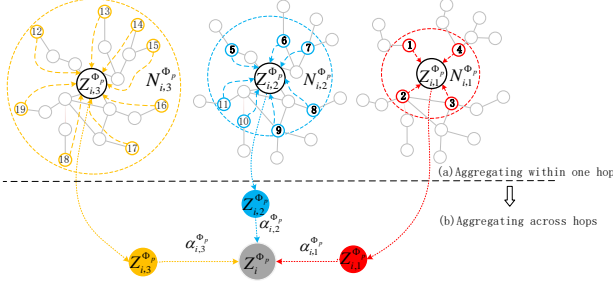 13
12
14
15
Z_{i,3}^{Φ_p}
N_{i,3}^{Φ_p}
19
16
17
18
5
6
7
Z_{i,2}^{Φ_p}
N_{i,2}^{Φ_p}
11
10
8
9
1
4
Z_{i,1}^{Φ_p}
N_{i,1}^{Φ_p}
2
3
(a)Aggregating within one hop
(b)Aggregating across hops
Z_{i,2}^{Φ_p}
α_{i,2}^{Φ_p}
α_{i,3}^{Φ_p}
α_{i,1}^{Φ_p}
Z_{i,3}^{Φ_p}
Z_i^{Φ_p}
Z_{i,1}^{Φ_p}